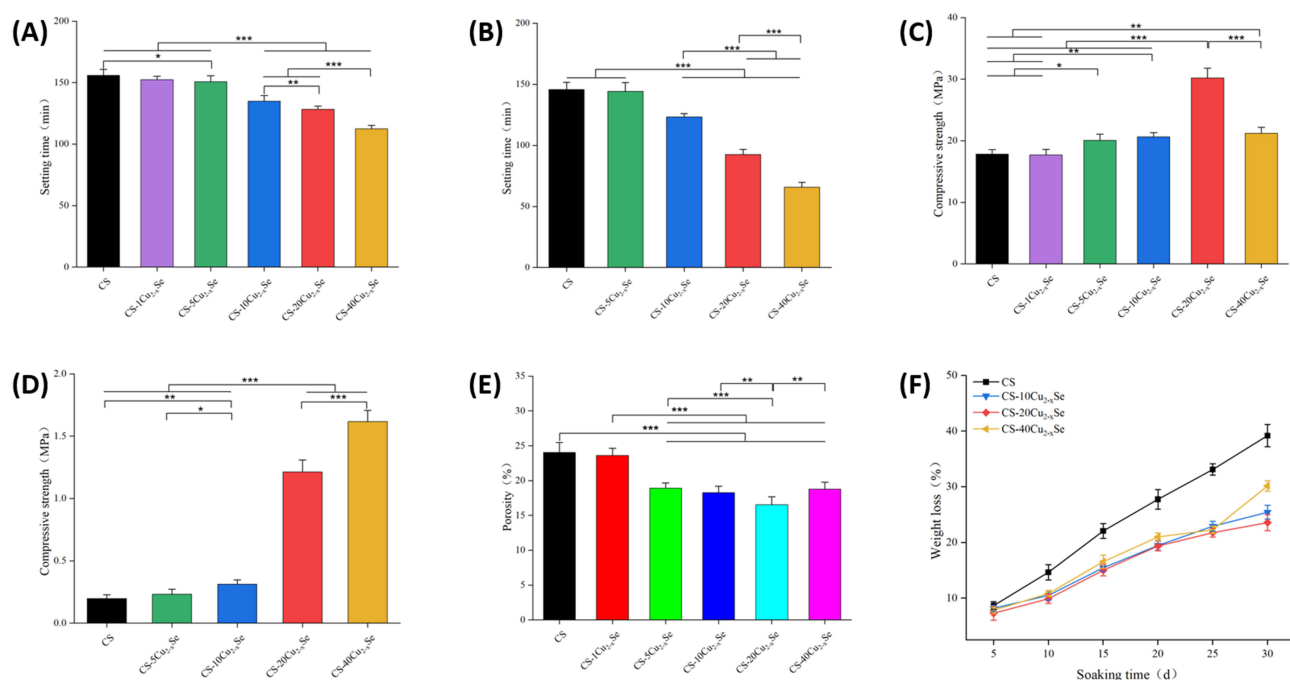 (A)
Setting time（min）
200
150
100
50
0
***
*
***
**
CS
CS-1Cu2-xSe
CS-5Cu2-xSe
CS-10Cu2-xSe
CS-20Cu2-xSe
CS-40Cu2-xSe
(B)
Setting time（min）
200
150
100
50
0
***
***
***
CS
CS-5Cu2-xSe
CS-10Cu2-xSe
CS-20Cu2-xSe
CS-40Cu2-xSe
(C)
Compressive strength（MPa）
40
30
20
10
0
**
***
***
**
*
CS
CS-1Cu2-xSe
CS-5Cu2-xSe
CS-10Cu2-xSe
CS-20Cu2-xSe
CS-40Cu2-xSe
(D)
Compressive strength（MPa）
2.0
1.5
1.0
0.5
0.0
***
**
***
*
CS
CS-5Cu2-xSe
CS-10Cu2-xSe
CS-20Cu2-xSe
CS-40Cu2-xSe
(E)
Porosity（%）
35
30
25
20
15
10
5
0
**
**
***
***
***
CS
CS-1Cu2-xSe
CS-5Cu2-xSe
CS-10Cu2-xSe
CS-20Cu2-xSe
CS-40Cu2-xSe
(F)
Weight loss（%）
50
40
30
20
10
CS
CS-10Cu2-xSe
CS-20Cu2-xSe
CS-40Cu2-xSe
5
10
15
20
25
30
Soaking time（d）